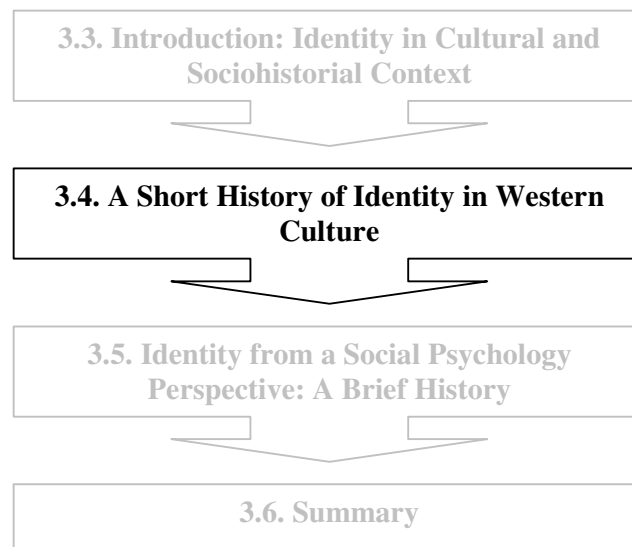 3.3. Introduction: Identity in Cultural and
Sociohistorial Context
3.4. A Short History of Identity in Western
Culture
3.5. Identity from a Social Psychology
Perspective: A Brief History
3.6. Summary